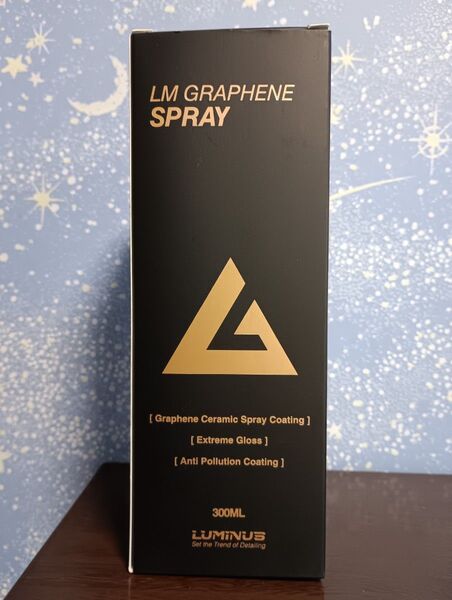 LM GRAPHENE
SPRAY
[ Graphene Ceramic Spray Coating ]
[ Extreme Gloss ]
[ Anti Pollution Coating ]
300ML
LUMINUS
Set the Trend of Detailing